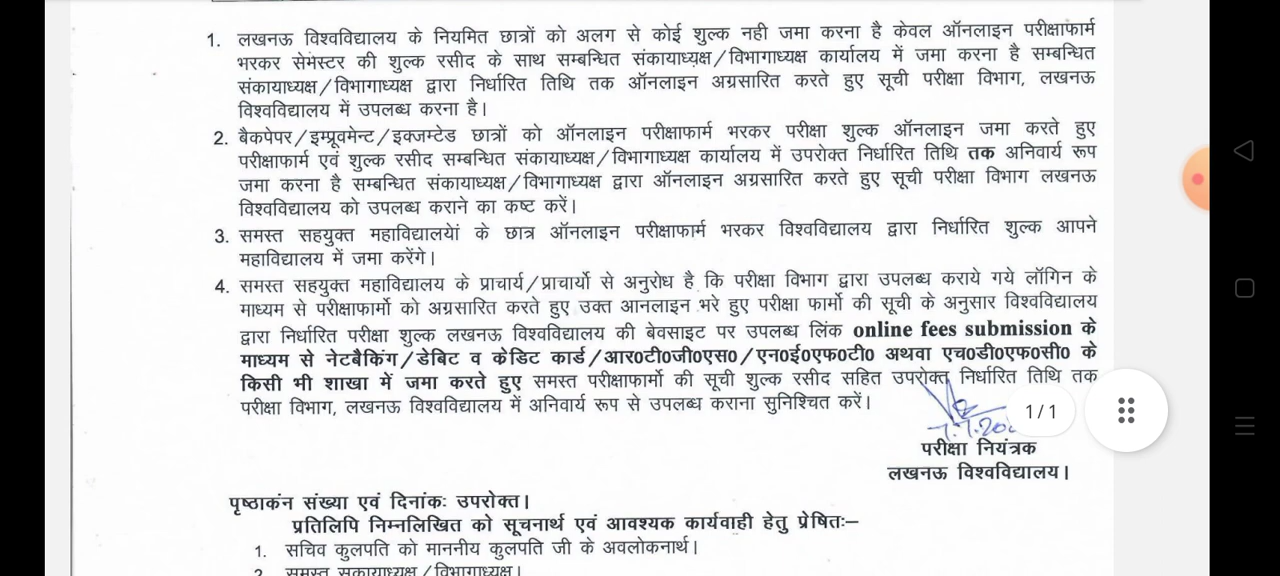 1. लखनऊ विश्वविद्यालय के नियमित छात्रों को अलग से कोई शुल्क नही जमा करना है केवल ऑनलाइन परीक्षाफार्म
भरकर सेमेस्टर की शुल्क रसीद के साथ सम्बन्धित संकायाध्यक्ष/विभागाध्यक्ष कार्यालय में जमा करना है सम्बन्धित
संकायाध्यक्ष/विभागाध्यक्ष द्वारा निर्धारित तिथि तक ऑनलाइन अग्रसारित करते हुए सूची परीक्षा विभाग, लखनऊ
विश्वविद्यालय में उपलब्ध करना है।
2. बैकपेपर/इम्प्रूवमेन्ट/इक्जम्टेड छात्रों को ऑनलाइन परीक्षाफार्म भरकर परीक्षा शुल्क ऑनलाइन जमा करते हुए
परीक्षाफार्म एवं शुल्क रसीद सम्बन्धित संकायाध्यक्ष/विभागाध्यक्ष कार्यालय में उपरोक्त निर्धारित तिथि तक अनिवार्य रूप
जमा करना है सम्बन्धित संकायाध्यक्ष/विभागाध्यक्ष द्वारा ऑनलाइन अग्रसारित करते हुए सूची परीक्षा विभाग लखनऊ
विश्वविद्यालय को उपलब्ध कराने का कष्ट करें।
3. समस्त सहयुक्त महाविद्यालयों के छात्र ऑनलाइन परीक्षाफार्म भरकर विश्वविद्यालय द्वारा निर्धारित शुल्क आपने
महाविद्यालय में जमा करेंगे।
4. समस्त सहयुक्त महाविद्यालय के प्राचार्य/प्राचार्यो से अनुरोध है कि परीक्षा विभाग द्वारा उपलब्ध कराये गये लॉगिन के
माध्यम से परीक्षाफार्मो को अग्रसारित करते हुए उक्त आनलाइन भरे हुए परीक्षा फार्मो की सूची के अनुसार विश्वविद्यालय
द्वारा निर्धारित परीक्षा शुल्क लखनऊ विश्वविद्यालय की बेवसाइट पर उपलब्ध लिंक online fees submission के
माध्यम से नेटबैकिंग/डेबिट व केडिट कार्ड/आर0टी0जी0एस0/एन0ई0एफ0टी0 अथवा एच0डी0एफ0सी0 के
किसी भी शाखा में जमा करते हुए समस्त परीक्षाफार्मो की सूची शुल्क रसीद सहित उपरोक्त निर्धारित तिथि तक
परीक्षा विभाग, लखनऊ विश्वविद्यालय में अनिवार्य रूप से उपलब्ध कराना सुनिश्चित करें।
1/1
परीक्षा नियंत्रक
लखनऊ विश्वविद्यालय।
पृष्ठाकंन संख्या एवं दिनांकः उपरोक्त।
प्रतिलिपि निम्नलिखित को सूचनार्थ एवं आवश्यक कार्यवाही हेतु प्रेषितः–
1. सचिव कुलपति को माननीय कुलपति जी के अवलोकनार्थ।
2. समस्त संकायाध्यक्ष/विभागाध्यक्ष।